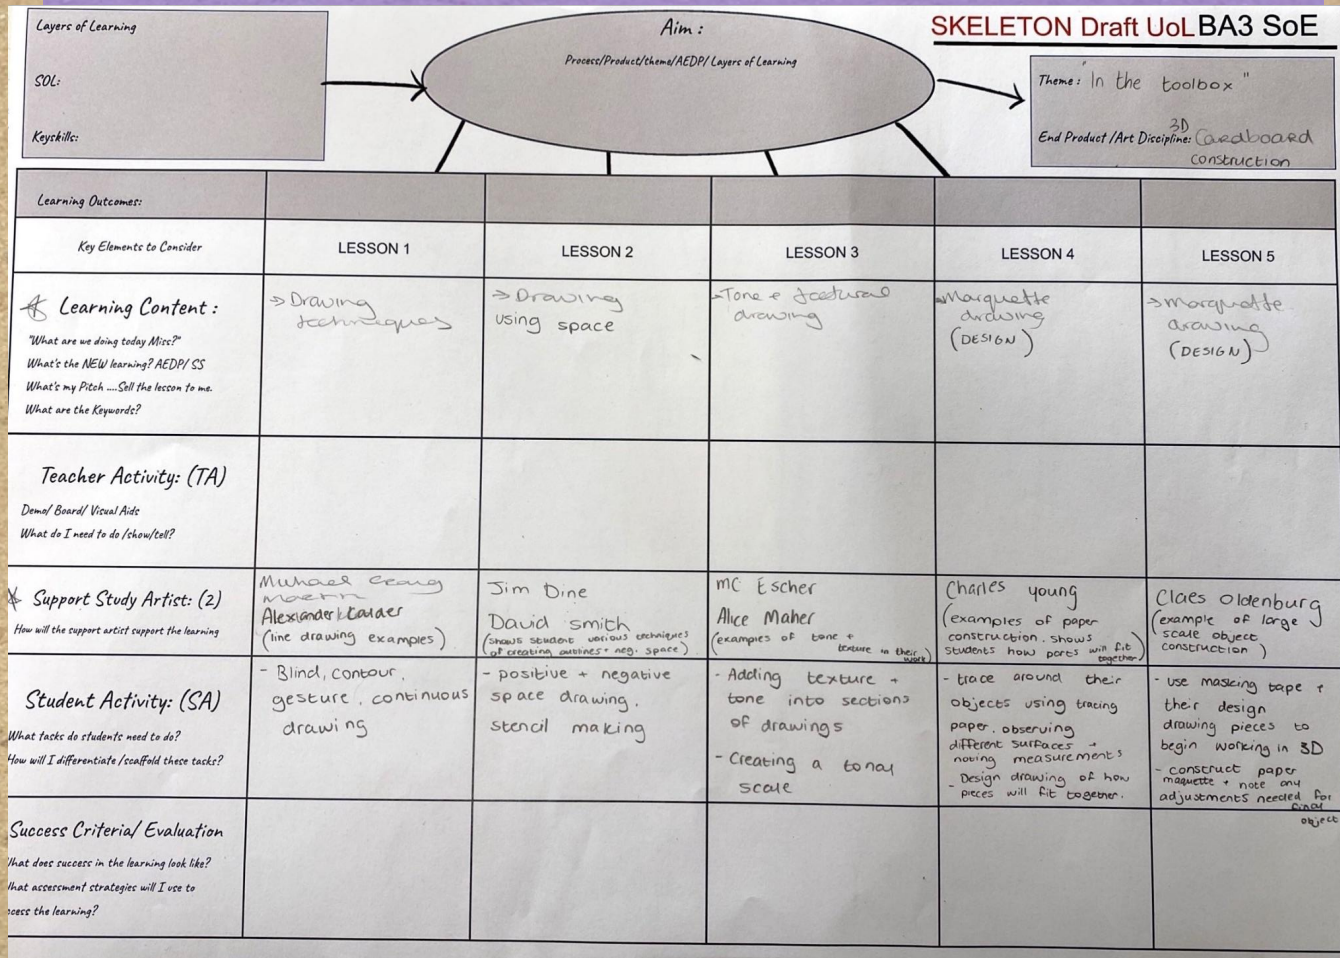 Layers of Learning
SOL:
Keyskills:
Aim :
Process/Product/theme/AEDP/ Layers of Learning
SKELETON Draft UoL BA3 SoE
Theme: "In the toolbox"
3D
End Product /Art Discipline: Cardboard
construction
Learning Outcomes:
Key Elements to Consider
LESSON 1
LESSON 2
LESSON 3
LESSON 4
LESSON 5
Learning Content :
"What are we doing today Miss?"
What's the NEW learning? AEDP/ SS
What's my Pitch ....Sell the lesson to me.
What are the Keywords?
→ Drawing
techniques
→ Drawing
using space
→ Tone + textural
drawing
→ Marquette
drawing
(DESIGN)
→ Marquette
drawing
(DESIGN)
Teacher Activity: (TA)
Demo/ Board/ Visual Aids
What do I need to do /show/tell?
Support Study Artist: (2)
How will the support artist support the learning
Michael Craig
Martin
Alexander Calder
(line drawing examples)
Jim Dine
David smith
(shows student various techniques
of creating outlines + neg. space)
MC Escher
Alice Maher
(examples of tone +
texture in their
work)
Charles young
(examples of paper
construction. shows
students how parts will fit
together)
Claes Oldenburg
(example of large
scale object
construction)
Student Activity: (SA)
What tasks do students need to do?
How will I differentiate /scaffold these tasks?
- Blind, contour,
gesture, continuous
drawing
- positive + negative
space drawing.
stencil making
- Adding texture +
tone into sections
of drawings
- Creating a tonal
scale
- trace around their
objects using tracing
paper. observing
different surfaces +
noting measurements
- Design drawing of how
pieces will fit together.
- use masking tape +
their design
drawing pieces to
begin working in 3D
- construct paper
maquette + note any
adjustments needed for
final
object
Success Criteria/ Evaluation
What does success in the learning look like?
What assessment strategies will I use to
ocess the learning?